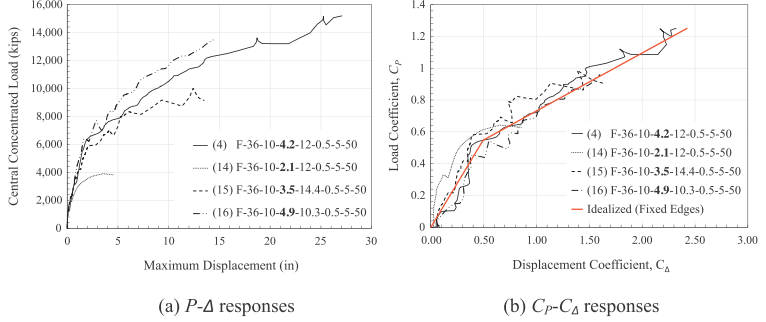 16,000
14,000
12,000
10,000
8,000
6,000
4,000
2,000
0
0 5 10 15 20 25 30
Central Concentrated Load (kips)
Maximum Displacement (in)
(4) F-36-10-4.2-12-0.5-5-50
(14) F-36-10-2.1-12-0.5-5-50
(15) F-36-10-3.5-14.4-0.5-5-50
(16) F-36-10-4.9-10.3-0.5-5-50
(a) P-Δ responses
1.4
1.2
1.0
0.8
0.6
0.4
0.2
0
0.00 0.50 1.00 1.50 2.00 2.50 3.00
Load Coefficient, CP
Displacement Coefficient, CΔ
(4) F-36-10-4.2-12-0.5-5-50
(14) F-36-10-2.1-12-0.5-5-50
(15) F-36-10-3.5-14.4-0.5-5-50
(16) F-36-10-4.9-10.3-0.5-5-50
Idealized (Fixed Edges)
(b) CP-CΔ responses